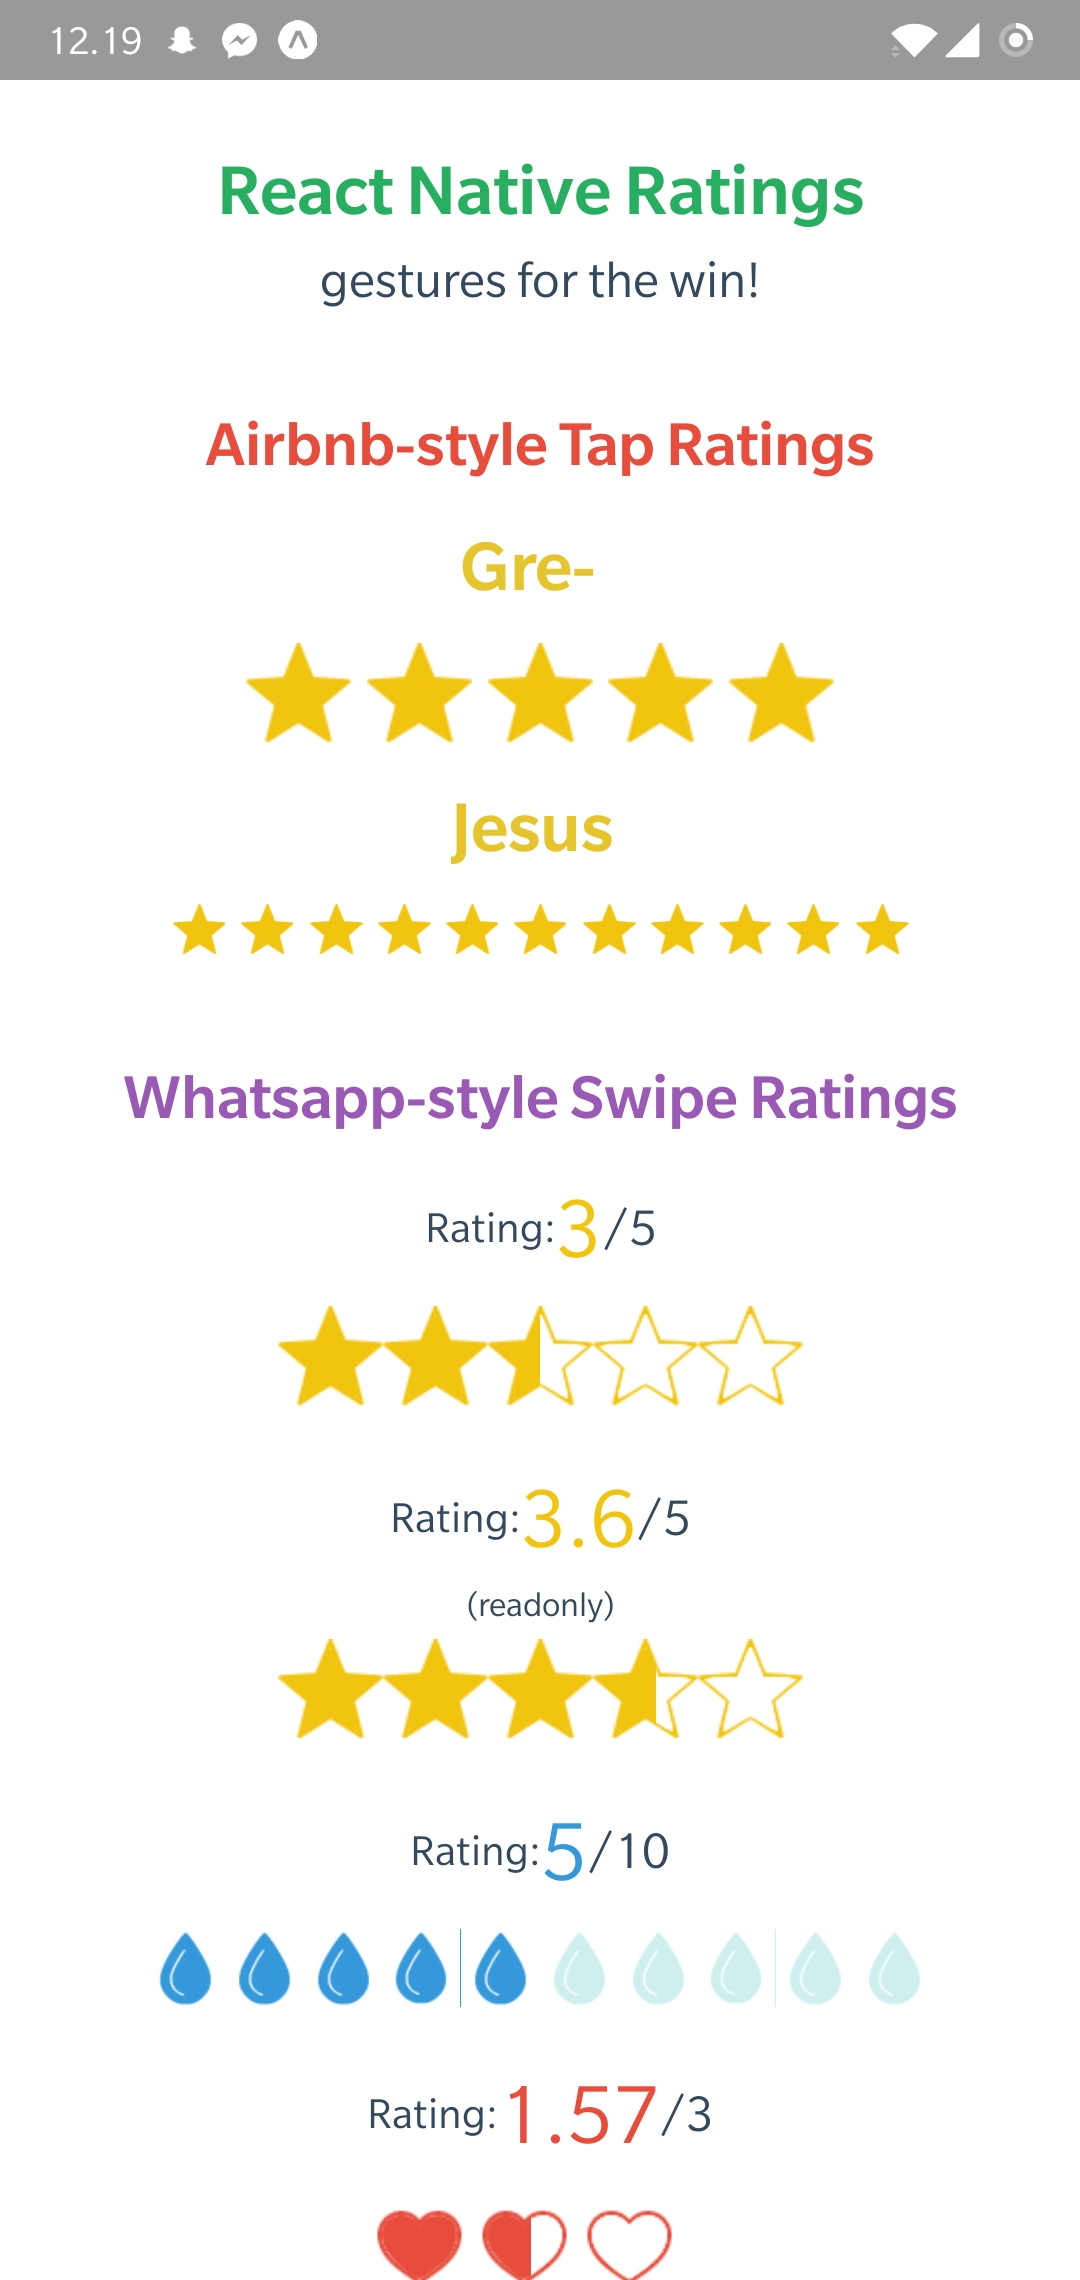 12.19
React Native Ratings
gestures for the win!
Airbnb-style Tap Ratings
Gre-
Jesus
Whatsapp-style Swipe Ratings
Rating: 3/5
Rating: 3.6/5
(readonly)
Rating: 5/10
Rating: 1.57/3